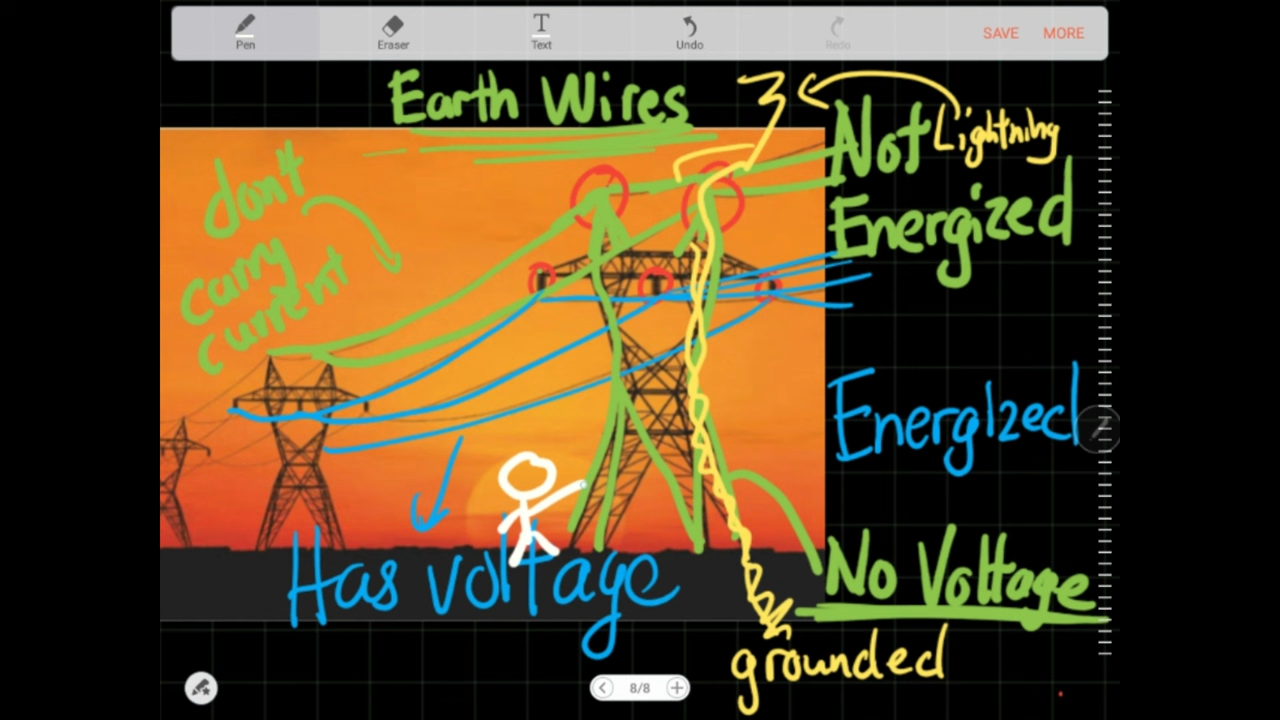 Pen
Eraser
Text
Undo
Redo
SAVE
MORE
Earth Wires
Not
Lightning
Energized
don't
carry
current
EnergIzed
Has voltage
No Voltage
grounded
8/8